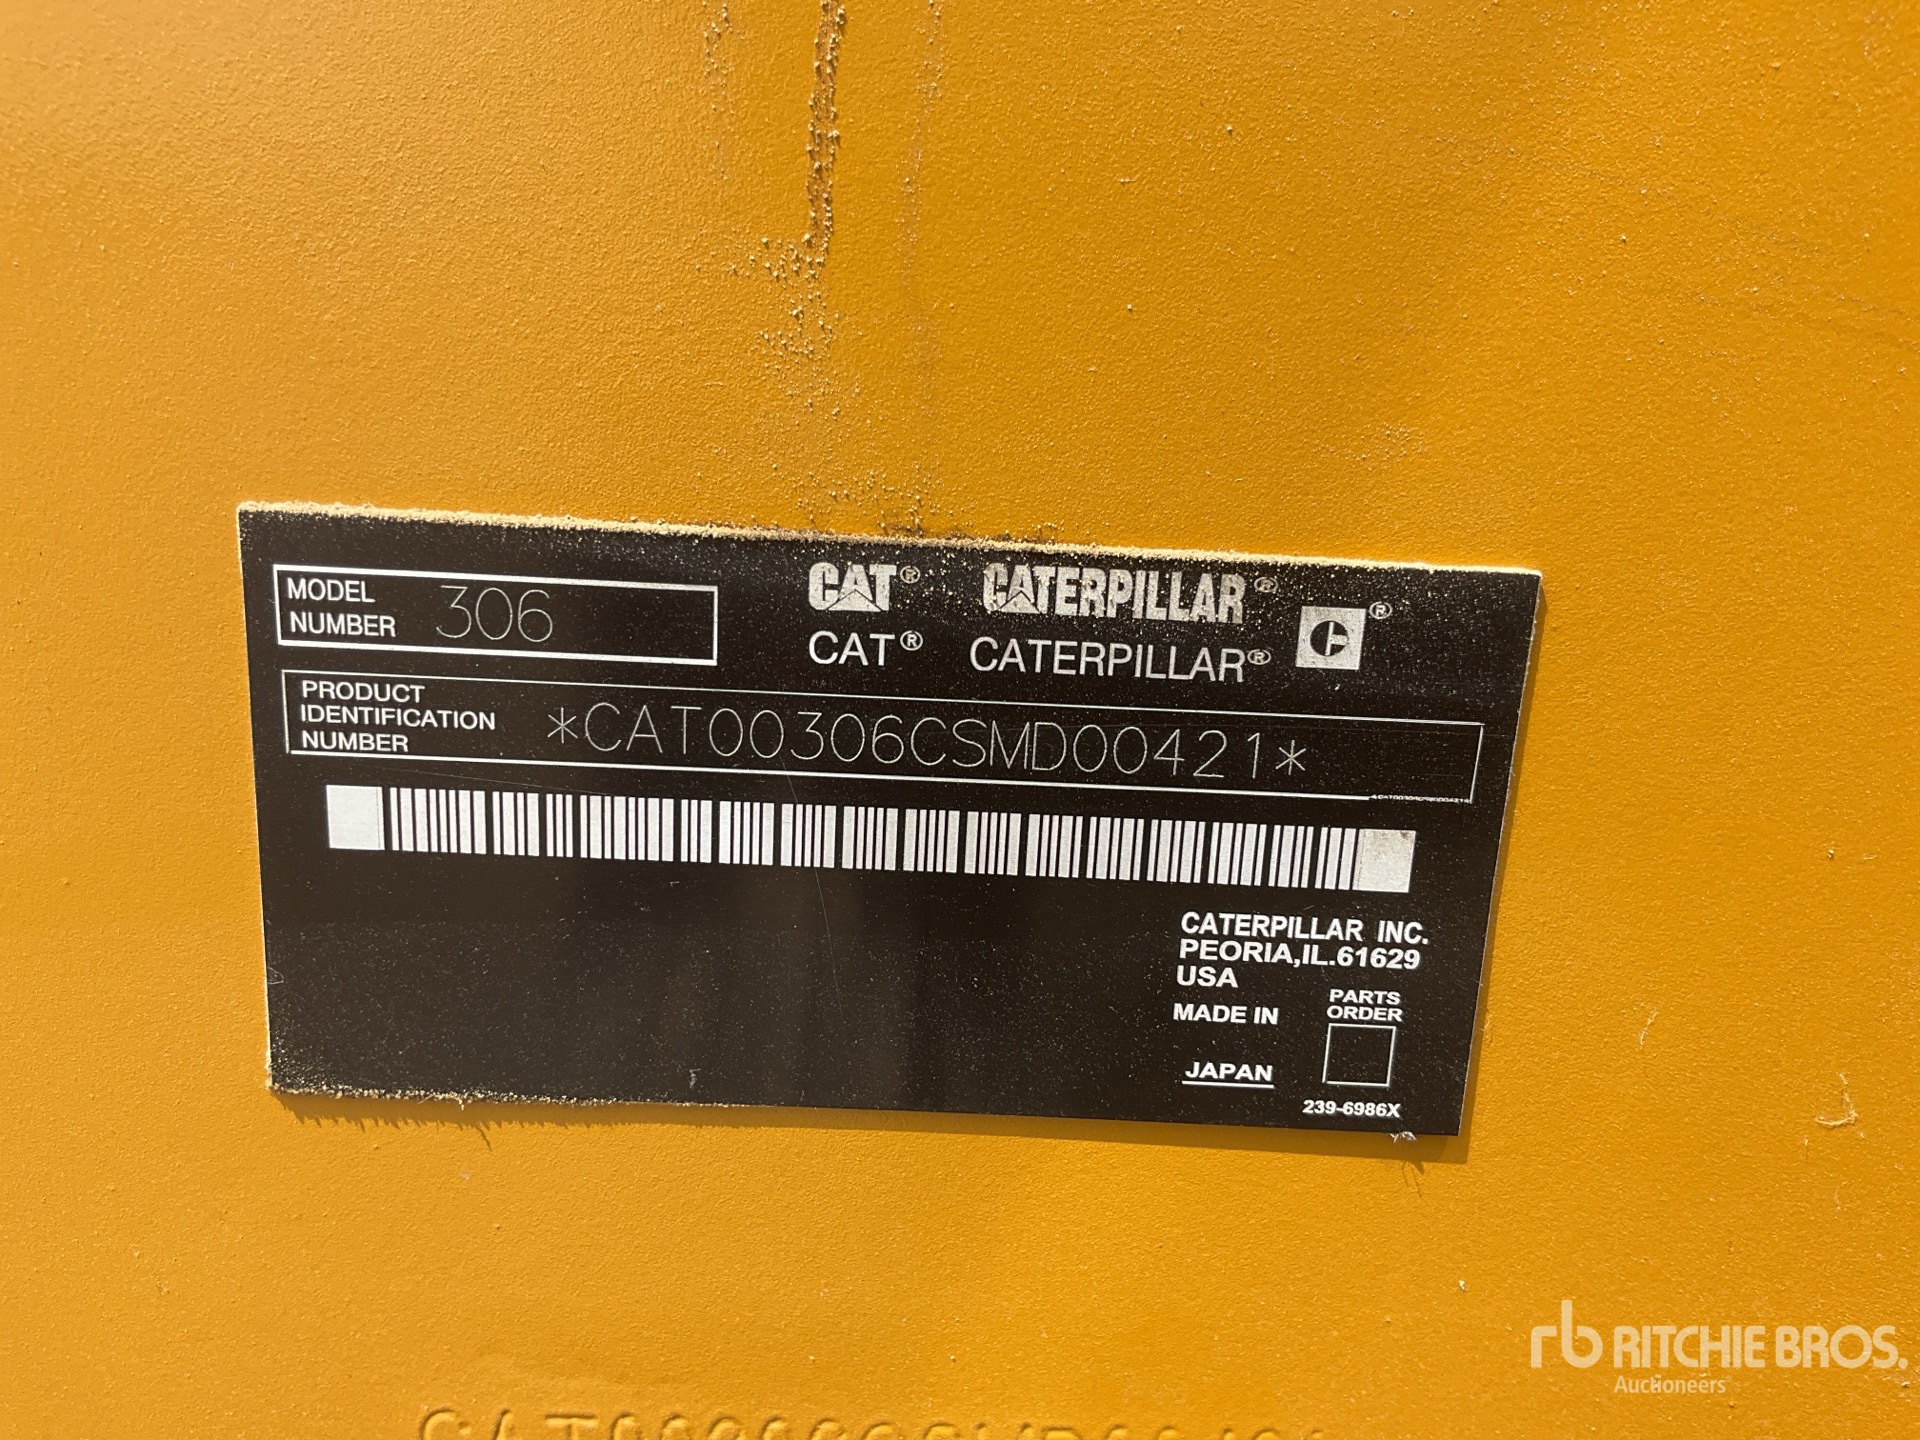 MODEL NUMBER 306
CAT® CATERPILLAR® C®
CAT® CATERPILLAR®
PRODUCT
IDENTIFICATION
NUMBER
*CAT00306CSMD00421*
CATERPILLAR INC.
PEORIA,IL.61629
USA
MADE IN
JAPAN
PARTS
ORDER
239-6986X
rb RITCHIE BROS.
Auctioneers